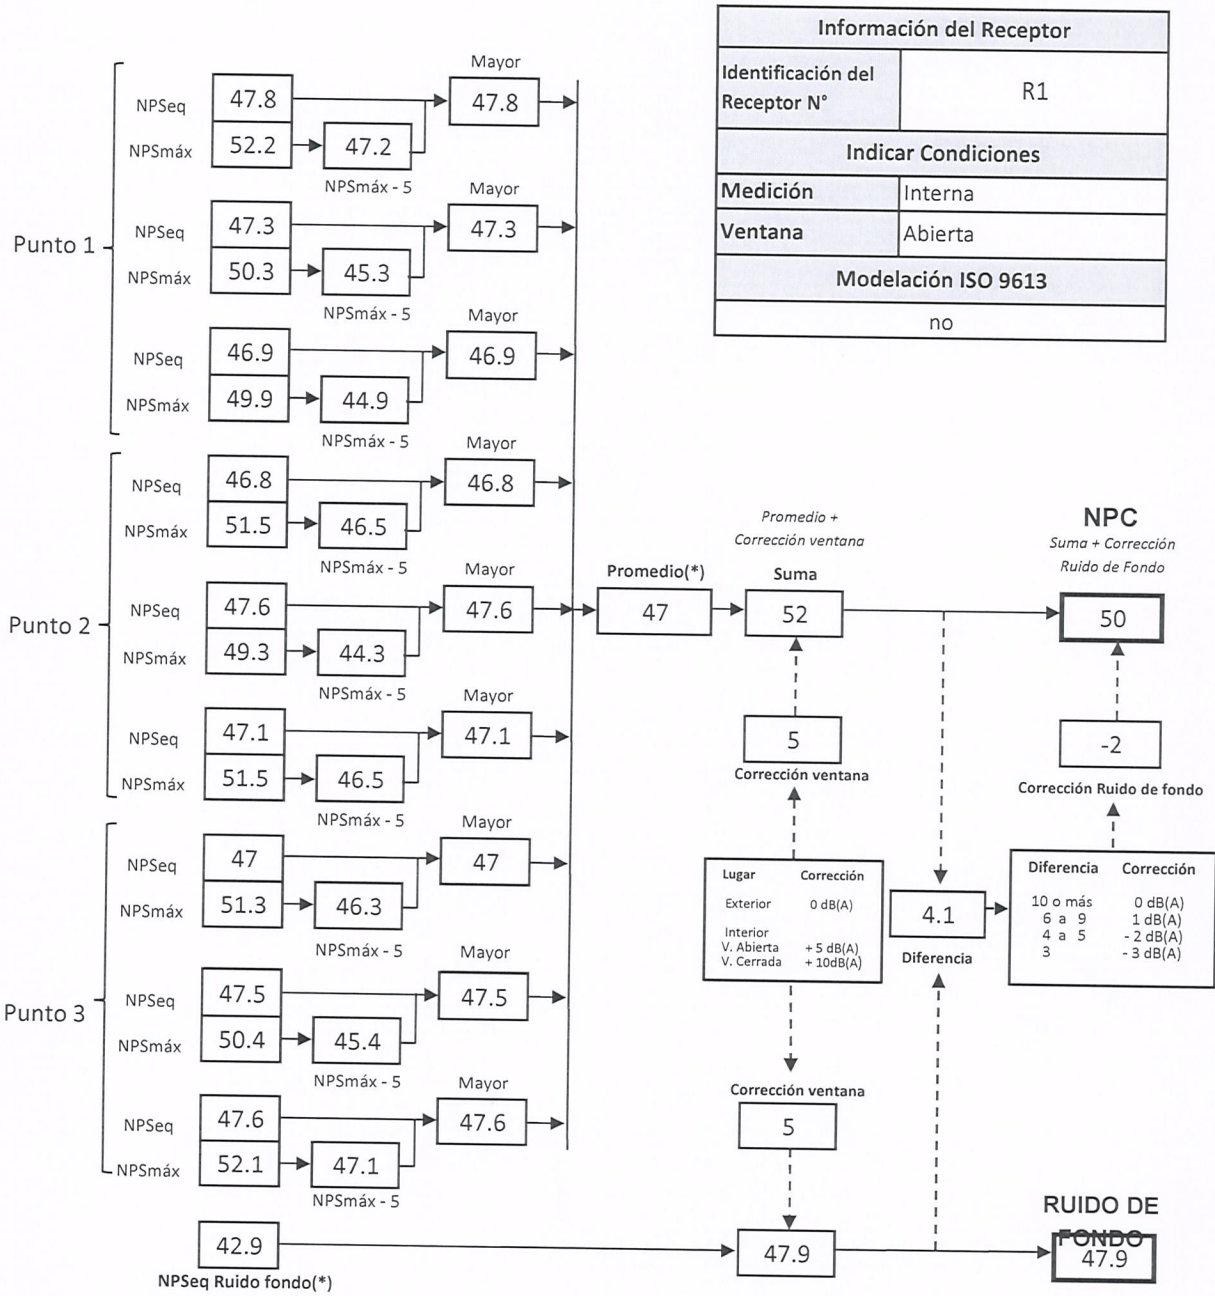 Información del Receptor
Identificación del
Receptor N°
R1
Indicar Condiciones
Medición Interna
Ventana Abierta
Modelación ISO 9613
no
Punto 1
Mayor
NPSeq 47.8 47.8
NPSmáx 52.2 47.2
NPSmáx - 5
Mayor
NPSeq 47.3 47.3
NPSmáx 50.3 45.3
NPSmáx - 5
Mayor
NPSeq 46.9 46.9
NPSmáx 49.9 44.9
NPSmáx - 5
Punto 2
Mayor
NPSeq 46.8 46.8
NPSmáx 51.5 46.5
NPSmáx - 5
Mayor
NPSeq 47.6 47.6
NPSmáx 49.3 44.3
NPSmáx - 5
Mayor
NPSeq 47.1 47.1
NPSmáx 51.5 46.5
NPSmáx - 5
Punto 3
Mayor
NPSeq 47 47
NPSmáx 51.3 46.3
NPSmáx - 5
Mayor
NPSeq 47.5 47.5
NPSmáx 50.4 45.4
NPSmáx - 5
Mayor
NPSeq 47.6 47.6
NPSmáx 52.1 47.1
NPSmáx - 5
42.9
NPSeq Ruido fondo(*)
Promedio(*)
47
Promedio +
Corrección ventana
Suma
52
5
Corrección ventana
Lugar Corrección
Exterior 0 dB(A)
Interior
V. Abierta + 5 dB(A)
V. Cerrada + 10dB(A)
Corrección ventana
5
47.9
4.1
Diferencia
NPC
Suma + Corrección
Ruido de Fondo
50
-2
Corrección Ruido de fondo
Diferencia Corrección
10 o más 0 dB(A)
6 a 9 1 dB(A)
4 a 5 - 2 dB(A)
3 - 3 dB(A)
RUIDO DE
FONDO
47.9